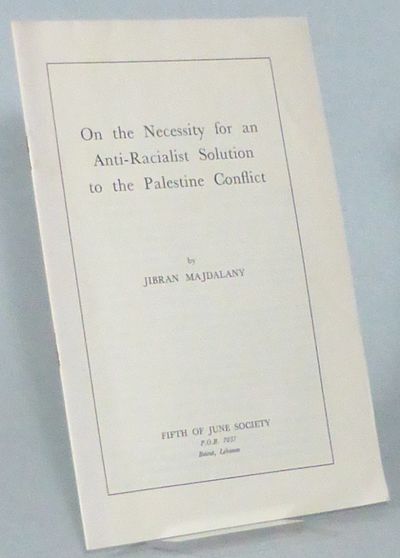 On the Necessity for an
Anti-Racialist Solution
to the Palestine Conflict
by
JIBRAN MAJDALANY
FIFTH OF JUNE SOCIETY
P.O.B. 7037
Beirut, Lebanon